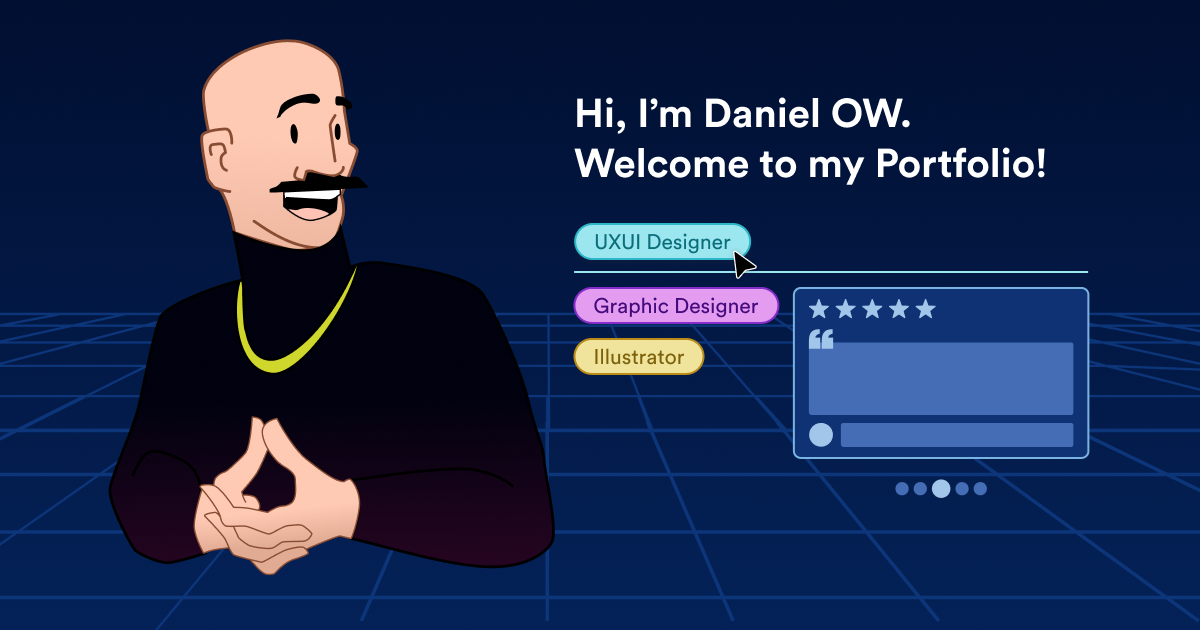 Hi, I’m Daniel OW.
Welcome to my Portfolio!
UXUI Designer
Graphic Designer
Illustrator
“